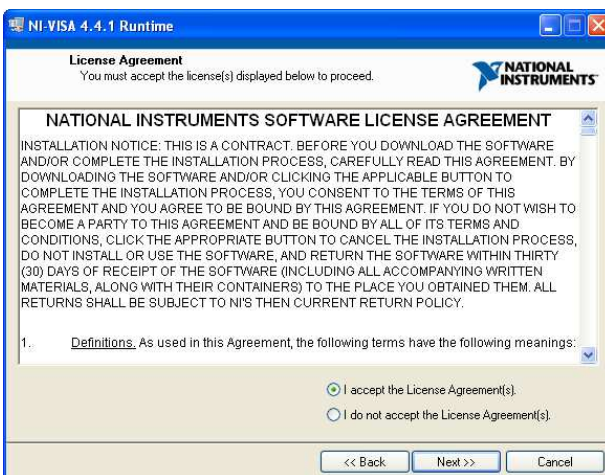 NI-VISA 4.4.1 Runtime
License Agreement
You must accept the license(s) displayed below to proceed.
NATIONAL
INSTRUMENTS
NATIONAL INSTRUMENTS SOFTWARE LICENSE AGREEMENT
INSTALLATION NOTICE: THIS IS A CONTRACT. BEFORE YOU DOWNLOAD THE SOFTWARE
AND/OR COMPLETE THE INSTALLATION PROCESS, CAREFULLY READ THIS AGREEMENT. BY
DOWNLOADING THE SOFTWARE AND/OR CLICKING THE APPLICABLE BUTTON TO
COMPLETE THE INSTALLATION PROCESS, YOU CONSENT TO THE TERMS OF THIS
AGREEMENT AND YOU AGREE TO BE BOUND BY THIS AGREEMENT. IF YOU DO NOT WISH TO
BECOME A PARTY TO THIS AGREEMENT AND BE BOUND BY ALL OF ITS TERMS AND
CONDITIONS, CLICK THE APPROPRIATE BUTTON TO CANCEL THE INSTALLATION PROCESS,
DO NOT INSTALL OR USE THE SOFTWARE, AND RETURN THE SOFTWARE WITHIN THIRTY
(30) DAYS OF RECEIPT OF THE SOFTWARE (INCLUDING ALL ACCOMPANYING WRITTEN
MATERIALS, ALONG WITH THEIR CONTAINERS) TO THE PLACE YOU OBTAINED THEM. ALL
RETURNS SHALL BE SUBJECT TO NI'S THEN CURRENT RETURN POLICY.
1. Definitions. As used in this Agreement, the following terms have the following meanings:
I accept the License Agreement(s).
I do not accept the License Agreement(s).
<< Back Next >> Cancel